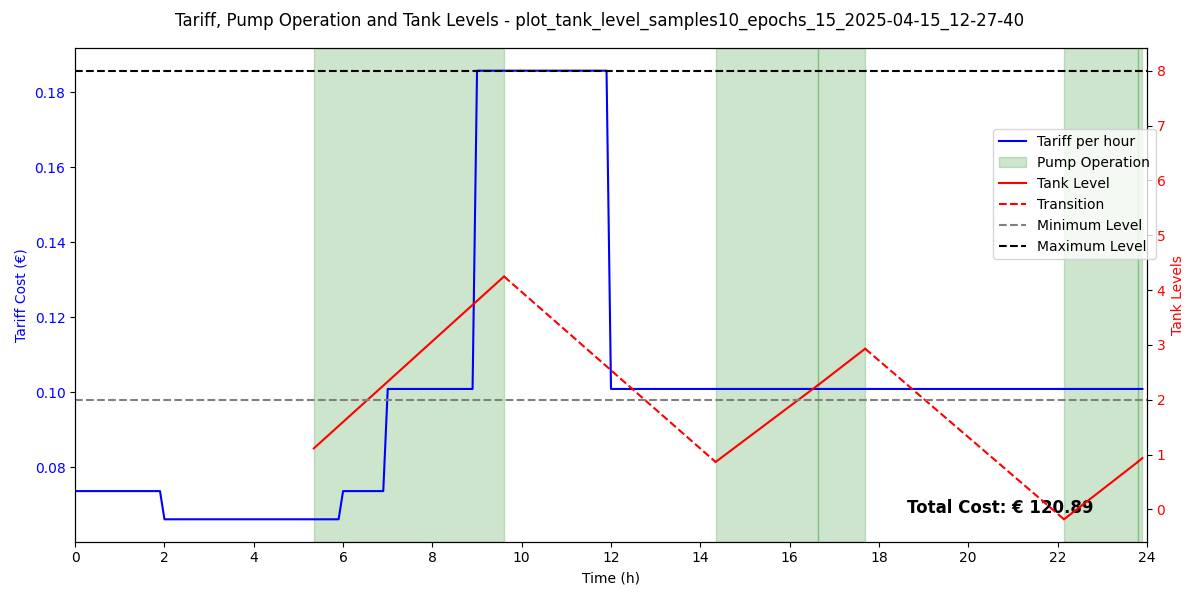 Tariff, Pump Operation and Tank Levels - plot_tank_level_samples10_epochs_15_2025-04-15_12-27-40
Tariff Cost (€)
0.18
0.16
0.14
0.12
0.10
0.08
Tariff per hour
Pump Operation
Tank Level
Transition
Minimum Level
Maximum Level
Total Cost: € 120.89
8
7
6
5
4
3
2
1
0
Tank Levels
0 2 4 6 8 10 12 14 16 18 20 22 24
Time (h)